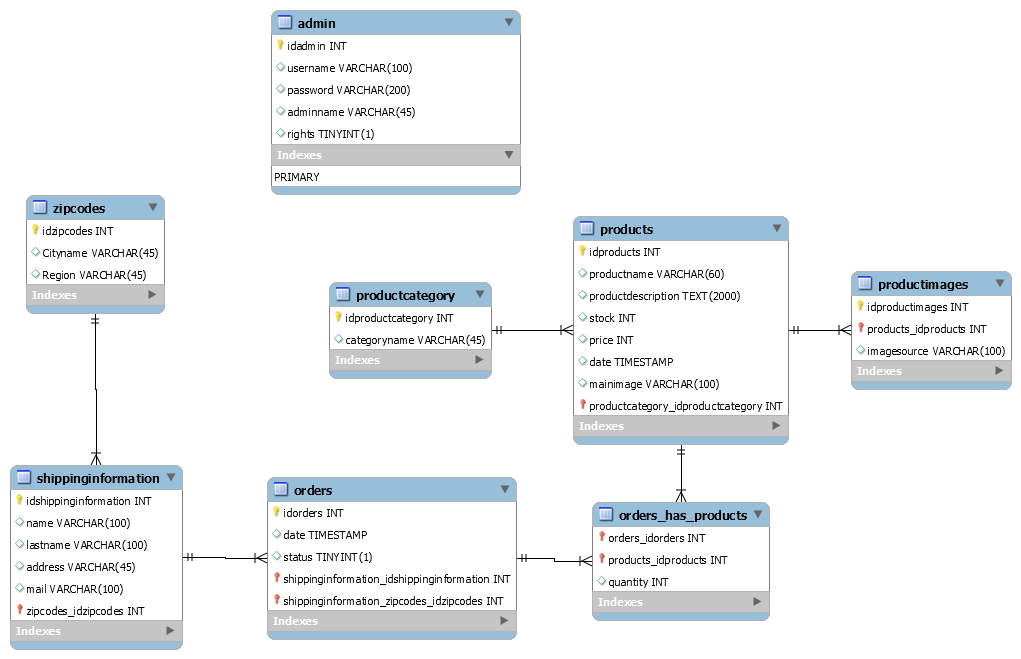 admin
idadmin INT
username VARCHAR(100)
password VARCHAR(200)
adminname VARCHAR(45)
rights TINYINT(1)
Indexes
PRIMARY
zipcodes
idzipcodes INT
Cityname VARCHAR(45)
Region VARCHAR(45)
Indexes
productcategory
idproductcategory INT
categoryname VARCHAR(45)
Indexes
products
idproducts INT
productname VARCHAR(60)
productdescription TEXT(2000)
stock INT
price INT
date TIMESTAMP
mainimage VARCHAR(100)
productcategory_idproductcategory INT
Indexes
productimages
idproductimages INT
products_idproducts INT
imagesource VARCHAR(100)
Indexes
shippinginformation
idshippinginformation INT
name VARCHAR(100)
lastname VARCHAR(100)
address VARCHAR(45)
mail VARCHAR(100)
zipcodes_idzipcodes INT
Indexes
orders
idorders INT
date TIMESTAMP
status TINYINT(1)
shippinginformation_idshippinginformation INT
shippinginformation_zipcodes_idzipcodes INT
Indexes
orders_has_products
orders_idorders INT
products_idproducts INT
quantity INT
Indexes